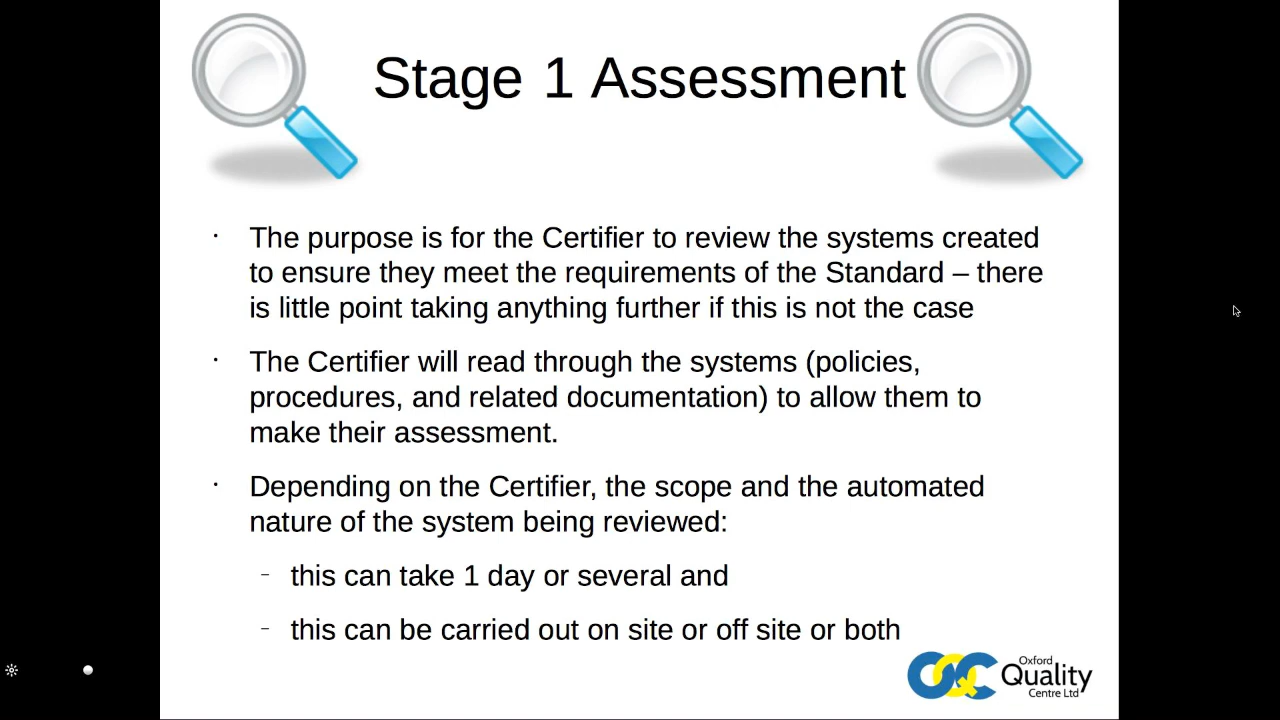 Stage 1 Assessment
· The purpose is for the Certifier to review the systems created
to ensure they meet the requirements of the Standard – there
is little point taking anything further if this is not the case
· The Certifier will read through the systems (policies,
procedures, and related documentation) to allow them to
make their assessment.
· Depending on the Certifier, the scope and the automated
nature of the system being reviewed:
– this can take 1 day or several and
– this can be carried out on site or off site or both
OQC
Oxford
Quality
Centre Ltd